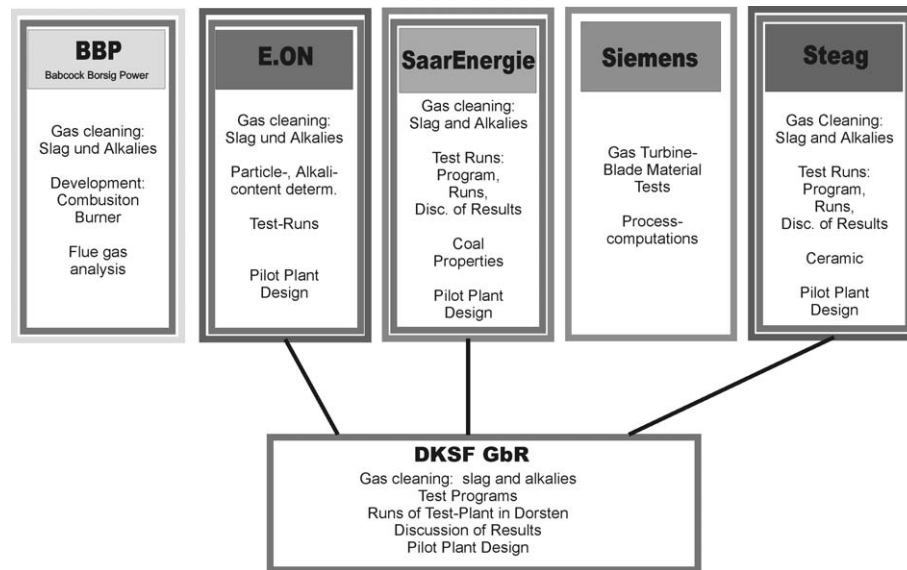 BBP
Babcock Borsig Power
Gas cleaning:
Slag und Alkalies
Development:
Combusiton
Burner
Flue gas
analysis
E.ON
Gas cleaning:
Slag und Alkalies
Particle-, Alkali-
content determ.
Test-Runs
Pilot Plant
Design
SaarEnergie
Gas cleaning:
Slag and Alkalies
Test Runs:
Program,
Runs,
Disc. of Results
Coal
Properties
Pilot Plant
Design
Siemens
Gas Turbine-
Blade Material
Tests
Process-
computations
Steag
Gas Cleaning:
Slag and Alkalies
Test Runs:
Program,
Runs,
Disc. of Results
Ceramic
Pilot Plant
Design
DKSF GbR
Gas cleaning: slag and alkalies
Test Programs
Runs of Test-Plant in Dorsten
Discussion of Results
Pilot Plant Design